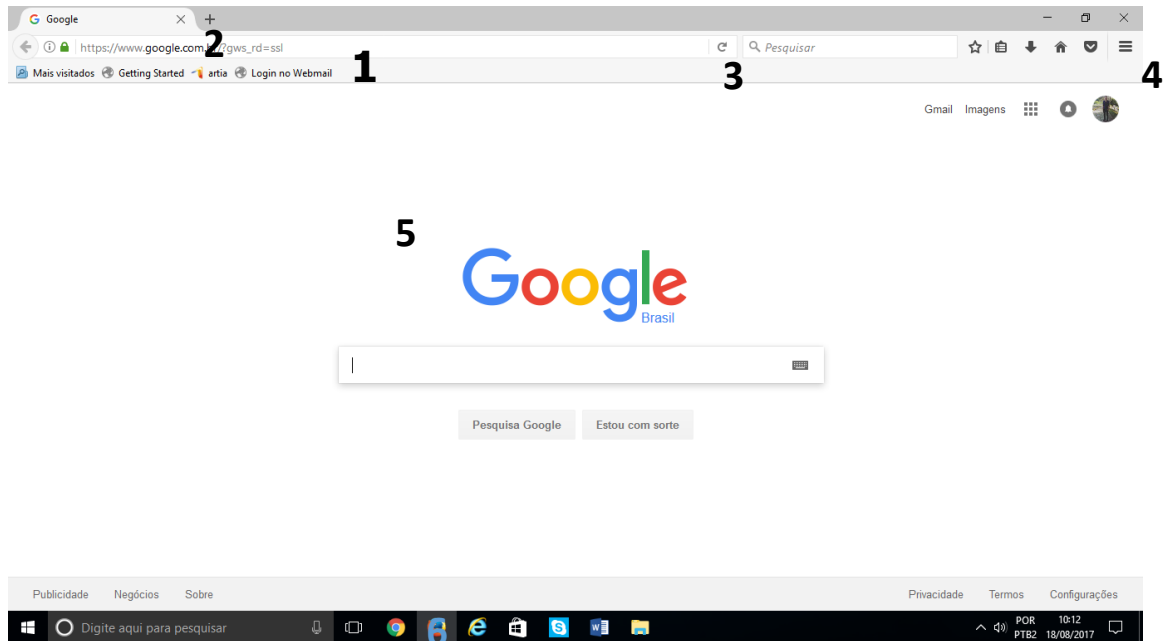 Google
2
https://www.google.com.br/?gws_rd=ssl
Pesquisar
Mais visitados Getting Started artia Login no Webmail
1
3
4
Gmail Imagens
5
Google
Brasil
Pesquisa Google Estou com sorte
Publicidade Negócios Sobre Privacidade Termos Configurações
Digite aqui para pesquisar
POR 10:12
PTB2 18/08/2017